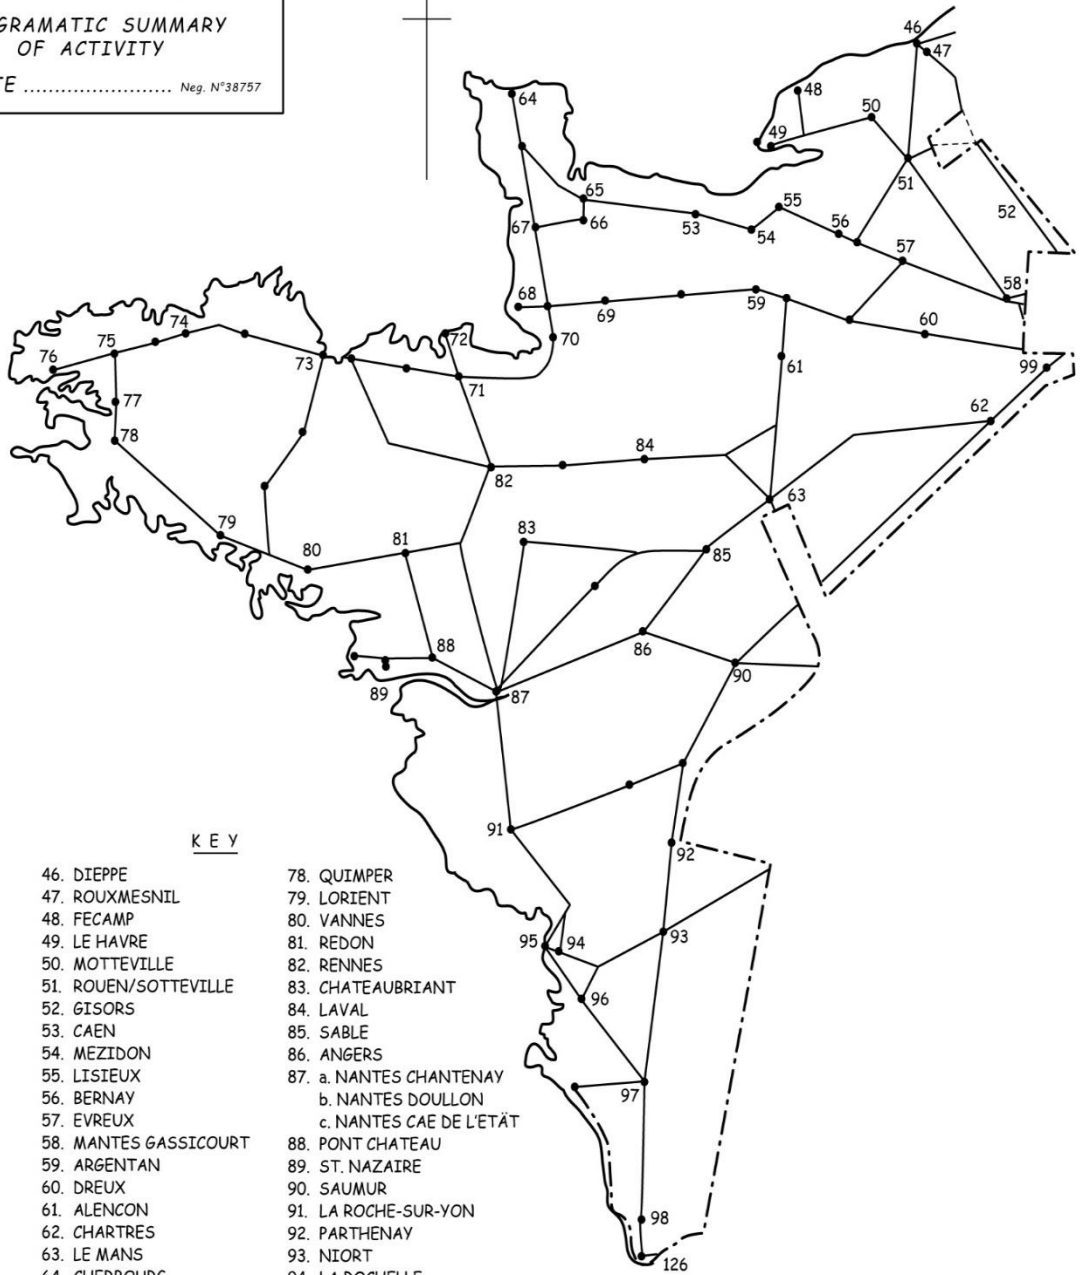 GRAMATIC SUMMARY
OF ACTIVITY
TE ........................ Neg. N°38757
46
47
48
50
49
51
64
65
66
67
53
54
55
56
57
52
58
68
69
59
60
70
72
74
75
76
73
71
61
99
77
62
78
82
84
63
79
83
80
81
85
86
88
90
89
87
91
92
95
94
93
96
97
98
126
KEY
46. DIEPPE
47. ROUXMESNIL
48. FECAMP
49. LE HAVRE
50. MOTTEVILLE
51. ROUEN/SOTTEVILLE
52. GISORS
53. CAEN
54. MEZIDON
55. LISIEUX
56. BERNAY
57. EVREUX
58. MANTES GASSICOURT
59. ARGENTAN
60. DREUX
61. ALENCON
62. CHARTRES
63. LE MANS
64. CHERBOURG
78. QUIMPER
79. LORIENT
80. VANNES
81. REDON
82. RENNES
83. CHATEAUBRIANT
84. LAVAL
85. SABLE
86. ANGERS
87. a. NANTES CHANTENAY
b. NANTES DOULLON
c. NANTES CAE DE L'ETÄT
88. PONT CHATEAU
89. ST. NAZAIRE
90. SAUMUR
91. LA ROCHE-SUR-YON
92. PARTHENAY
93. NIORT
94. LA ROCHELLE